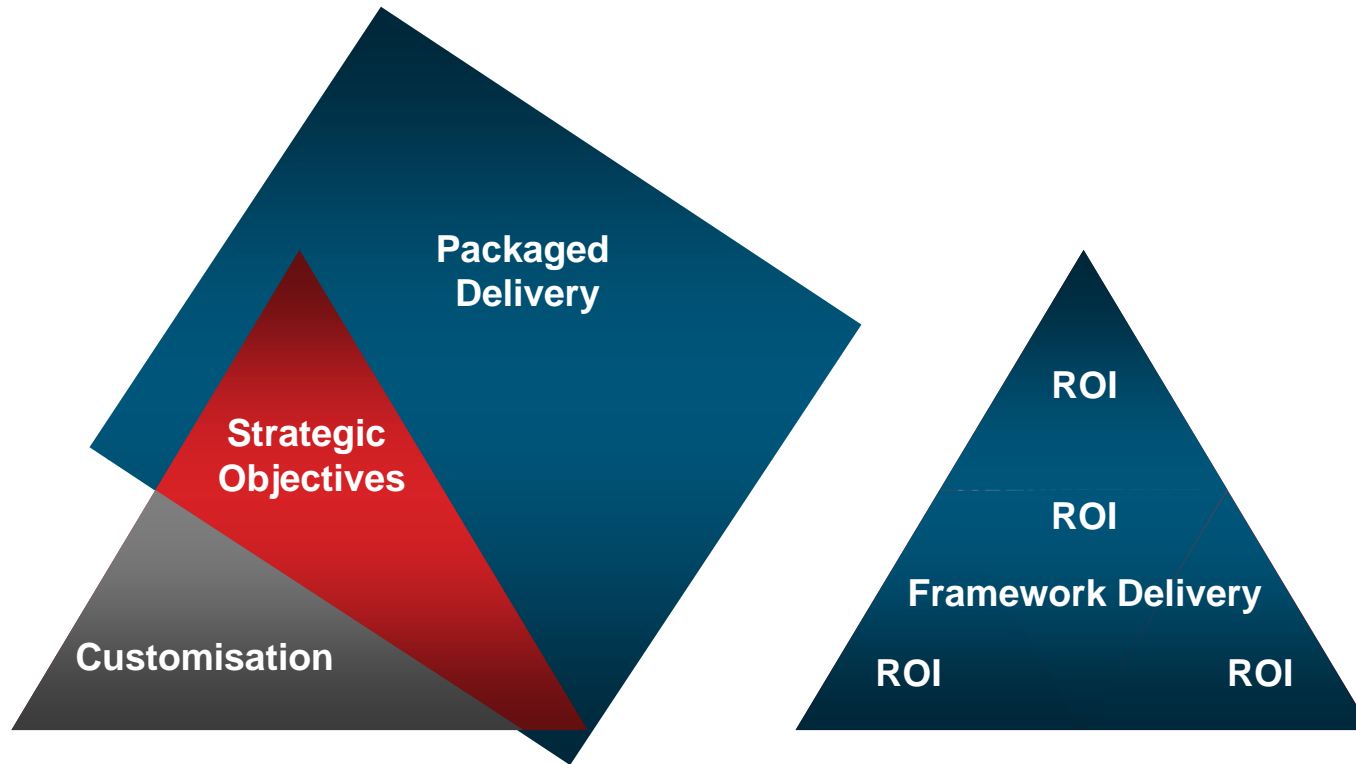 Packaged
Delivery
Strategic
Objectives
Customisation
ROI
ROI
Framework Delivery
ROI
ROI